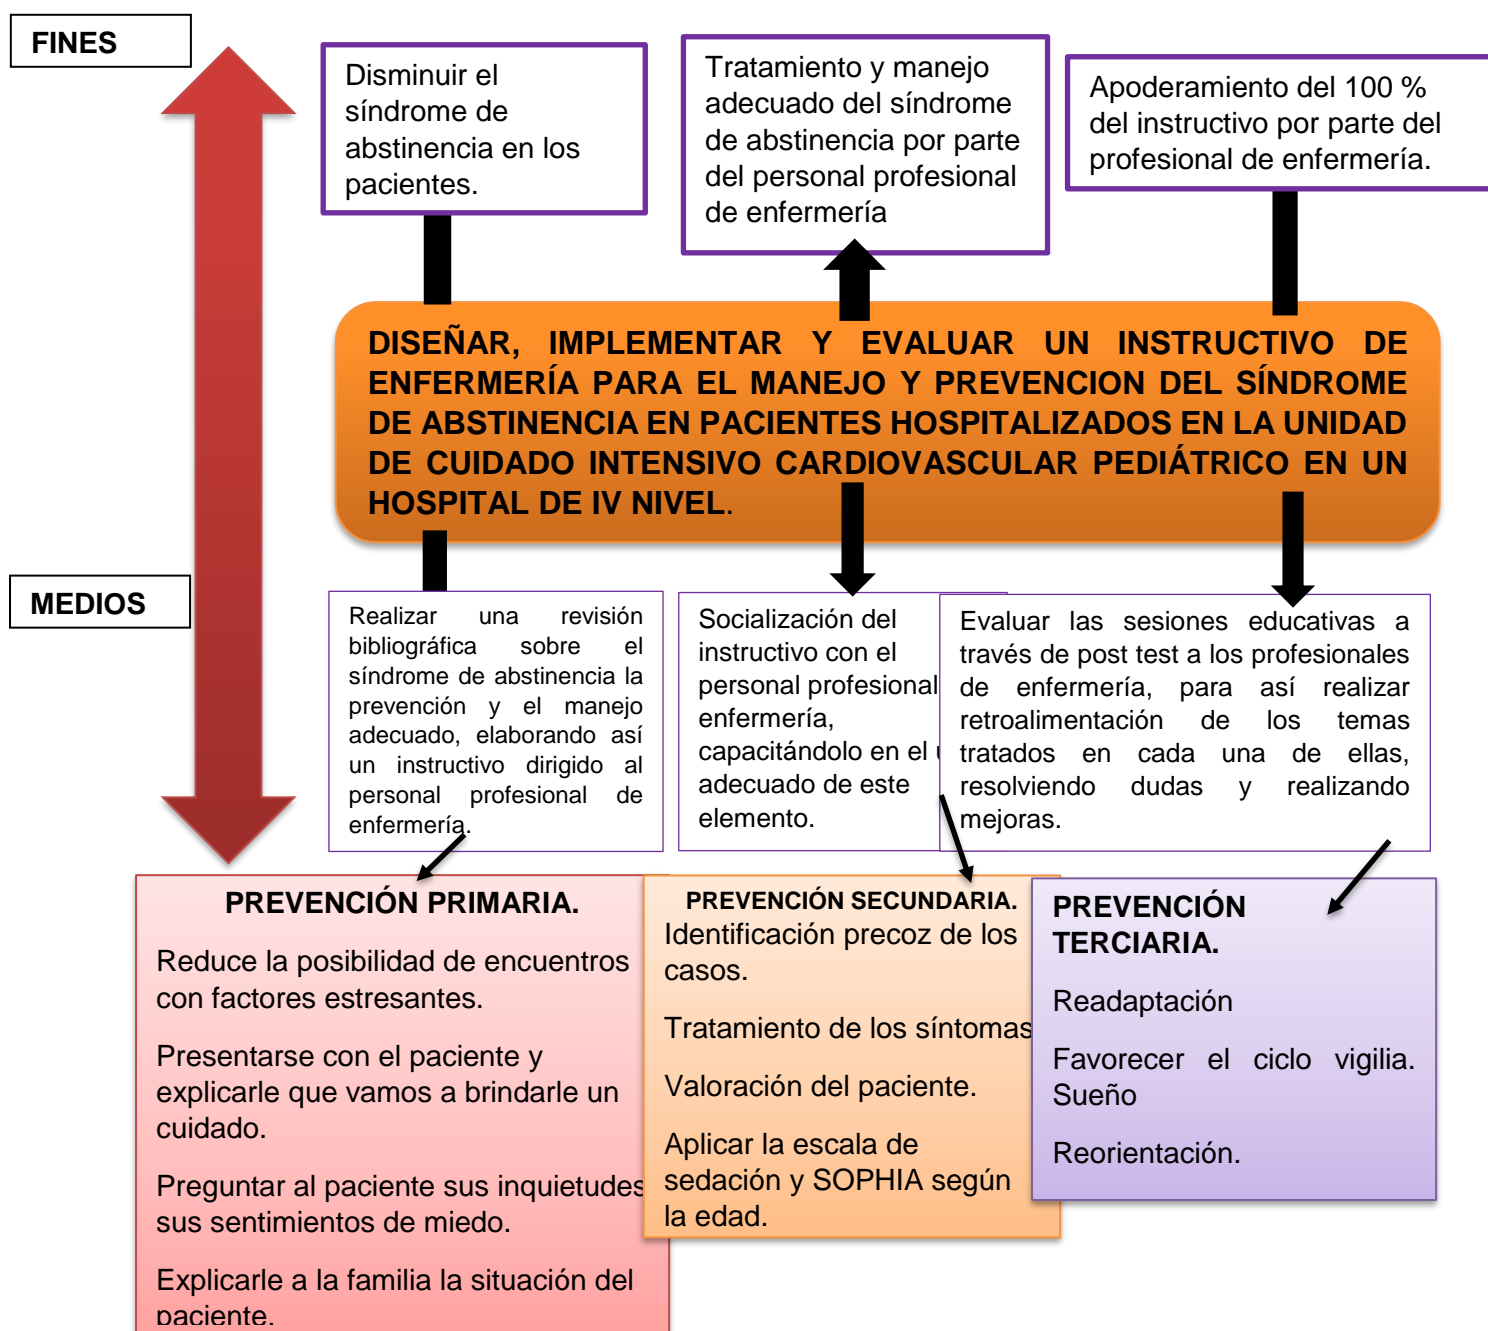 FINES
Disminuir el
síndrome de
abstinencia en los
pacientes.
Tratamiento y manejo
adecuado del síndrome
de abstinencia por parte
del personal profesional
de enfermería
Apoderamiento del 100 %
del instructivo por parte del
profesional de enfermería.
DISEÑAR, IMPLEMENTAR Y EVALUAR UN INSTRUCTIVO DE
ENFERMERÍA PARA EL MANEJO Y PREVENCION DEL SÍNDROME
DE ABSTINENCIA EN PACIENTES HOSPITALIZADOS EN LA UNIDAD
DE CUIDADO INTENSIVO CARDIOVASCULAR PEDIÁTRICO EN UN
HOSPITAL DE IV NIVEL.
MEDIOS
Realizar una revisión
bibliográfica sobre el
síndrome de abstinencia la
prevención y el manejo
adecuado, elaborando así
un instructivo dirigido al
personal profesional de
enfermería.
Socialización del
instructivo con el
personal profesional
enfermería,
capacitándolo en el
adecuado de este
elemento.
Evaluar las sesiones educativas a
través de post test a los profesionales
de enfermería, para así realizar
retroalimentación de los temas
tratados en cada una de ellas,
resolviendo dudas y realizando
mejoras.
PREVENCIÓN PRIMARIA.
Reduce la posibilidad de encuentros
con factores estresantes.
Presentarse con el paciente y
explicarle que vamos a brindarle un
cuidado.
Preguntar al paciente sus inquietudes
sus sentimientos de miedo.
Explicarle a la familia la situación del
paciente.
PREVENCIÓN SECUNDARIA.
Identificación precoz de los
casos.
Tratamiento de los síntomas
Valoración del paciente.
Aplicar la escala de
sedación y SOPHIA según
la edad.
PREVENCIÓN
TERCIARIA.
Readaptación
Favorecer el ciclo vigilia.
Sueño
Reorientación.